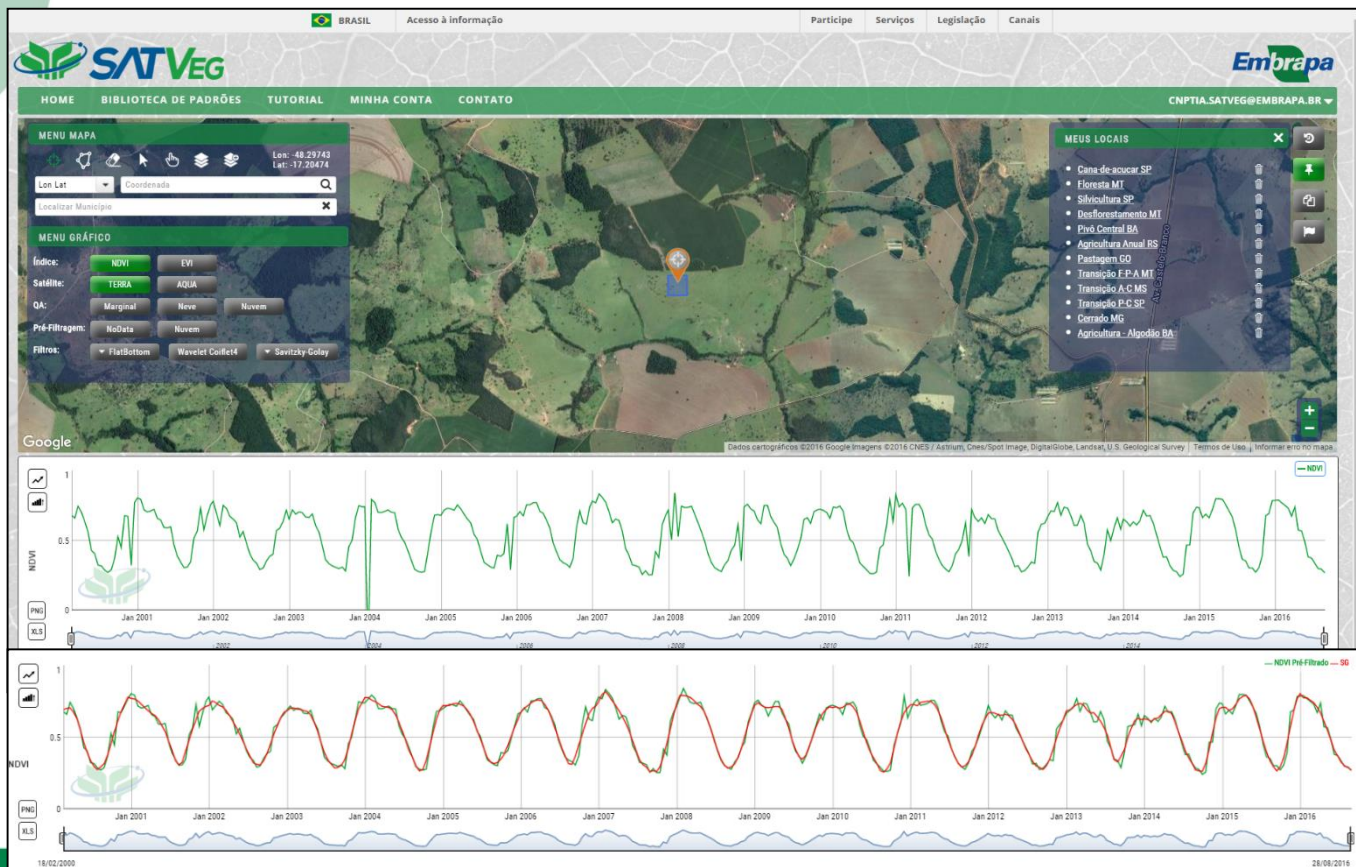 BRASIL Acesso à informação Participe Serviços Legislação Canais
SATVEG
Embrapa
HOME BIBLIOTECA DE PADRÕES TUTORIAL MINHA CONTA CONTATO CNPTIA.SATVEG@EMBRAPA.BR
MENU MAPA
Lon: -48.29743
Lat: -17.20474
Lon Lat Coordenada
Localizar Município
MENU GRÁFICO
Índice: NDVI EVI
Satélite: TERRA AQUA
QA: Marginal Neve Nuvem
Pré-Filtragem: NoData Nuvem
Filtros: FlatBottom Wavelet Coiflet4 Savitzky-Golay
MEUS LOCAIS
Cana-de-acucar SP
Floresta MT
Silvicultura SP
Desflorestamento MT
Pivô Central BA
Agricultura Anual RS
Pastagem GO
Transição F-P-A MT
Transição A-C MS
Transição P-C SP
Cerrado MG
Agricultura - Algodão BA
Av. Castelo Branco
Google
Dados cartográficos ©2016 Google Imagens ©2016 CNES / Astrium, Cnes/Spot Image, DigitalGlobe, Landsat, U.S. Geological Survey Termos de Uso Informar erro no mapa
NDVI
1
0.5
0
NDVI
PNG
XLS
Jan 2001 Jan 2002 Jan 2003 Jan 2004 Jan 2005 Jan 2006 Jan 2007 Jan 2008 Jan 2009 Jan 2010 Jan 2011 Jan 2012 Jan 2013 Jan 2014 Jan 2015 Jan 2016
2002 2004 2006 2008 2010 2012 2014
NDVI Pré-Filtrado SG
1
0.5
0
NDVI
PNG
XLS
Jan 2001 Jan 2002 Jan 2003 Jan 2004 Jan 2005 Jan 2006 Jan 2007 Jan 2008 Jan 2009 Jan 2010 Jan 2011 Jan 2012 Jan 2013 Jan 2014 Jan 2015 Jan 2016
18/02/2000 28/08/2016